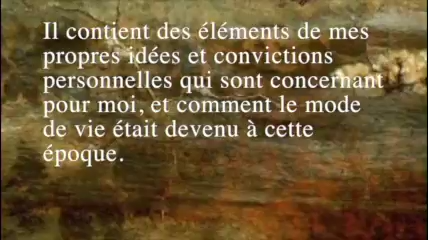 Il contient des éléments de mes
propres idées et convictions
personnelles qui sont concernant
pour moi, et comment le mode
de vie était devenu à cette
époque.